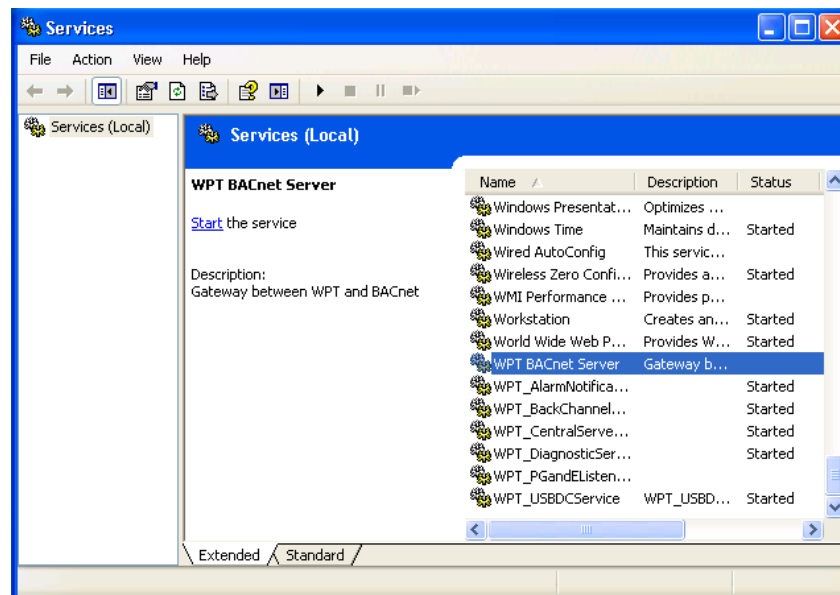 Services
File Action View Help
Services (Local)
Services (Local)
WPT BACnet Server
Start the service
Description:
Gateway between WPT and BACnet
Name Description Status
Windows Presentat... Optimizes ...
Windows Time Maintains d... Started
Wired AutoConfig This servic...
Wireless Zero Confi... Provides a... Started
WMI Performance ... Provides p...
Workstation Creates an... Started
World Wide Web P... Provides W... Started
WPT BACnet Server Gateway b...
WPT_AlarmNotifica... Started
WPT_BackChannel... Started
WPT_CentralServe... Started
WPT_DiagnosticSer... Started
WPT_PGandEListen...
WPT_USBDCService WPT_USBD... Started
Extended Standard